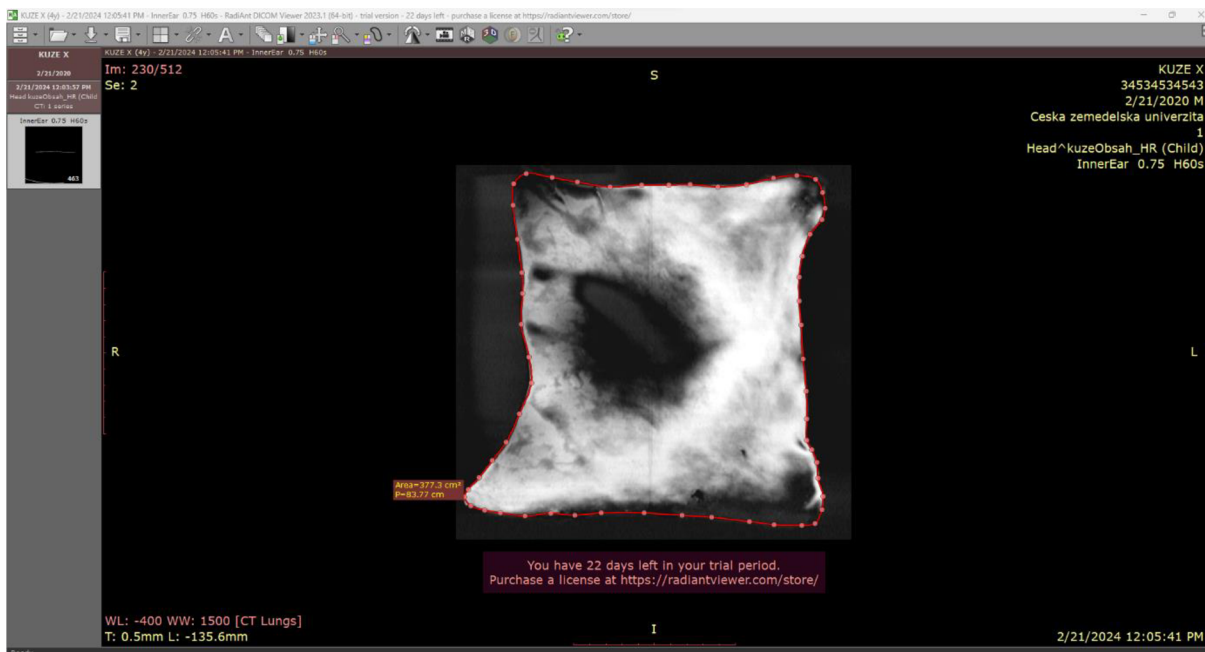 KUZE X (4y) - 2/21/2024 12:05:41 PM - InnerEar 0.75 H60s - RadiAnt DICOM Viewer 2023.1 (64-bit) - trial version - 22 days left - purchase a license at https://radiantviewer.com/store/
KUZE X
2/21/2020
2/21/2024 12:03:37 PM
Head kuzeObsah_HR (Child
CT: 1 series
InnerEar 0.75 H60s
463
KUZE X (4y) - 2/21/2024 12:05:41 PM - InnerEar 0.75 H60s
Im: 230/512
Se: 2
S
KUZE X
34534534543
2/21/2020 M
Ceska zemedelska univerzita
1
Head^kuzeObsah_HR (Child)
InnerEar 0.75 H60s
R
L
Area=377.3 cm²
P=83.77 cm
You have 22 days left in your trial period.
Purchase a license at https://radiantviewer.com/store/
WL: -400 WW: 1500 [CT Lungs]
T: 0.5mm L: -135.6mm
I
2/21/2024 12:05:41 PM